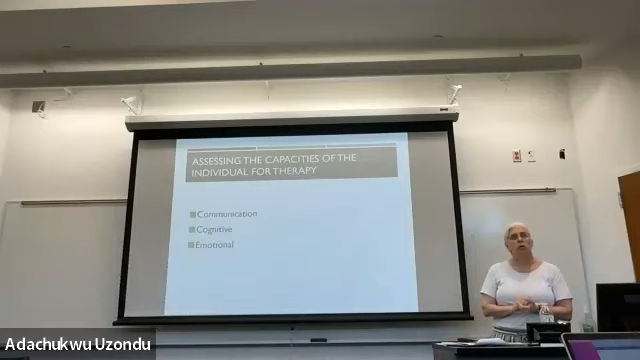 ASSESSING THE CAPACITIES OF THE
INDIVIDUAL FOR THERAPY
Communication
Cognitive
Emotional
Adachukwu Uzondu